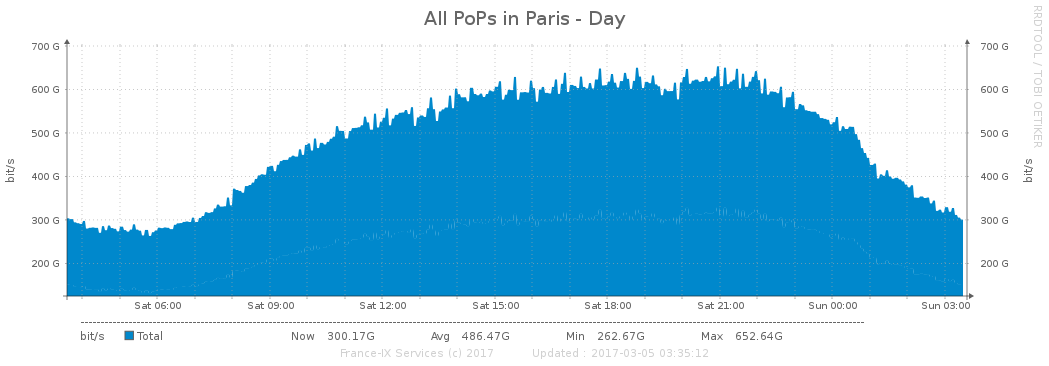 All PoPs in Paris - Day
RRDTOOL / TOBI OETIKER
700 G 700 G
600 G 600 G
500 G 500 G
400 G 400 G
300 G 300 G
200 G 200 G
bit/s
bit/s
Sat 06:00 Sat 09:00 Sat 12:00 Sat 15:00 Sat 18:00 Sat 21:00 Sun 00:00 Sun 03:00
bit/s Total Now 300.17G Avg 486.47G Min 262.67G Max 652.64G
France-IX Services (c) 2017 Updated : 2017-03-05 03:35:12